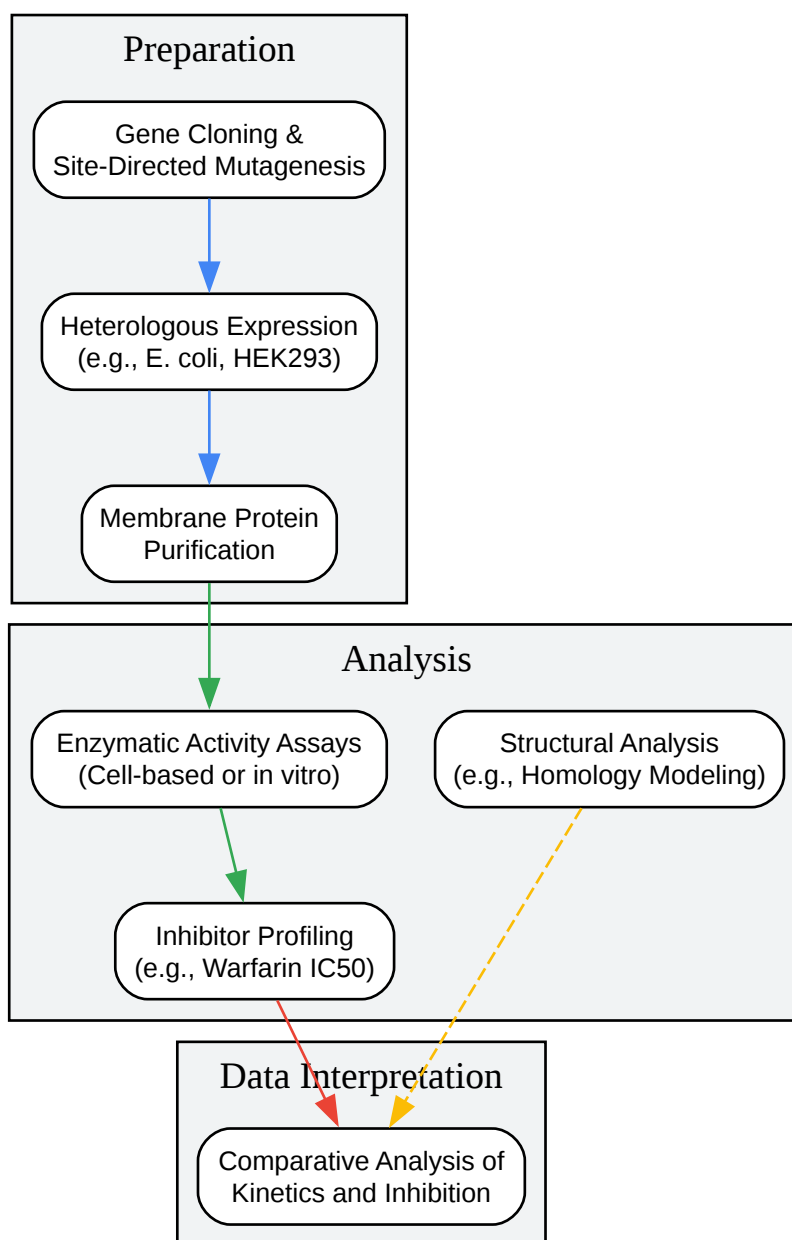 Preparation
Gene Cloning &
Site-Directed Mutagenesis
Heterologous Expression
(e.g., E. coli, HEK293)
Membrane Protein
Purification
Analysis
Enzymatic Activity Assays
(Cell-based or in vitro)
Structural Analysis
(e.g., Homology Modeling)
Inhibitor Profiling
(e.g., Warfarin IC50)
Data Interpretation
Comparative Analysis of
Kinetics and Inhibition